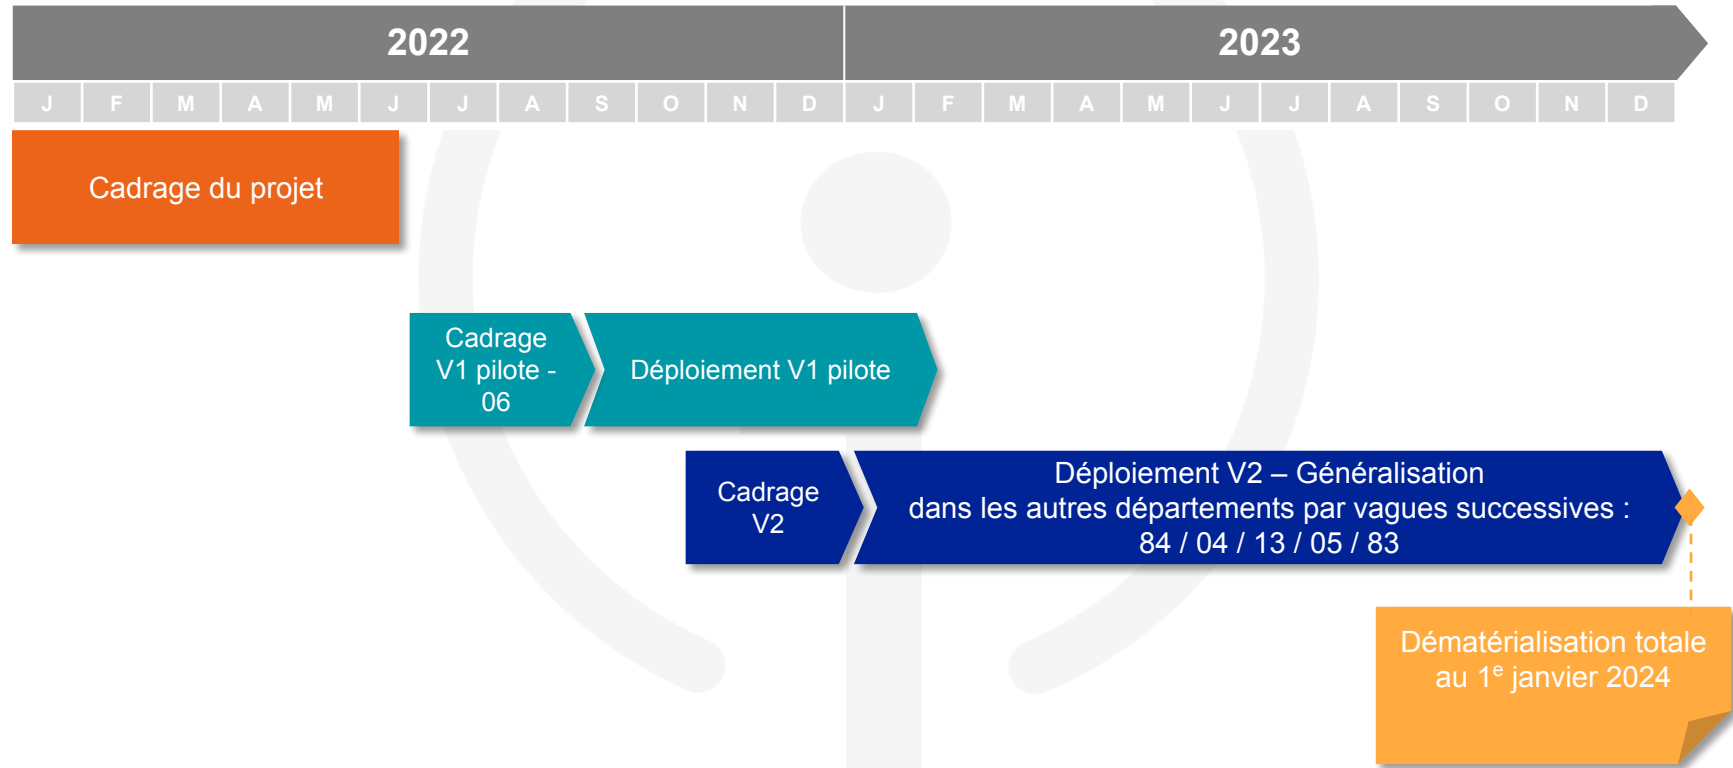 2022 2023
J F M A M J J A S O N D J F M A M J J A S O N D
Cadrage du projet
Cadrage
V1 pilote -
06
Déploiement V1 pilote
Cadrage
V2
Déploiement V2 – Généralisation
dans les autres départements par vagues successives :
84 / 04 / 13 / 05 / 83
Dématérialisation totale
au 1e janvier 2024